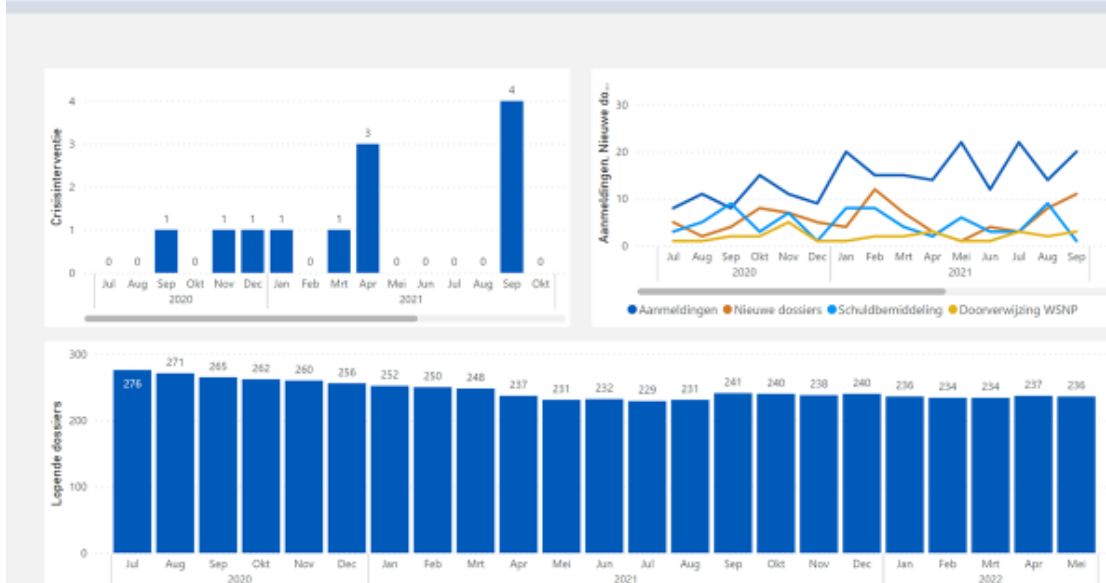 Crisisinterventie
4
3
2
1
0
0 0 1 0 1 1 1 0 1 3 0 0 0 0 4 0
Jul Aug Sep Okt Nov Dec Jan Feb Mrt Apr Mei Jun Jul Aug Sep Okt
2020 2021
Aanmeldingen, Nieuwe do...
30
20
10
0
Jul Aug Sep Okt Nov Dec Jan Feb Mrt Apr Mei Jun Jul Aug Sep
2020 2021
Aanmeldingen Nieuwe dossiers Schuldbemiddeling Doorverwijzing WSNP
Lopende dossiers
300
200
100
0
276 271 265 262 260 256 252 250 248 237 231 232 229 231 241 240 238 240 236 234 234 237 236
Jul Aug Sep Okt Nov Dec Jan Feb Mrt Apr Mei Jun Jul Aug Sep Okt Nov Dec Jan Feb Mrt Apr Mei
2020 2021 2022